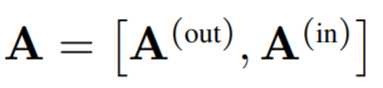 A = [A^(out), A^(in)]